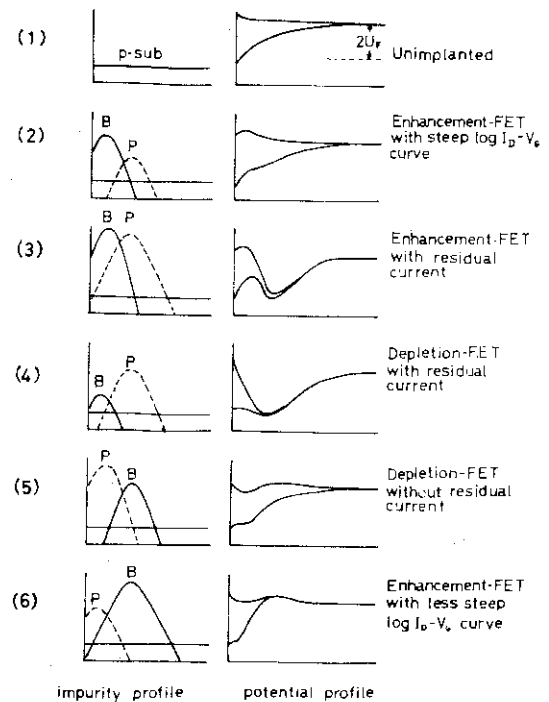 (1)
p-sub
2U_F
Unimplanted
(2)
B
P
Enhancement-FET
with steep log I_D-V_G
curve
(3)
B
P
Enhancement-FET
with residual
current
(4)
B
P
Depletion-FET
with residual
current
(5)
P
B
Depletion-FET
without residual
current
(6)
P
B
Enhancement-FET
with less steep
log I_D-V_G curve
impurity profile
potential profile